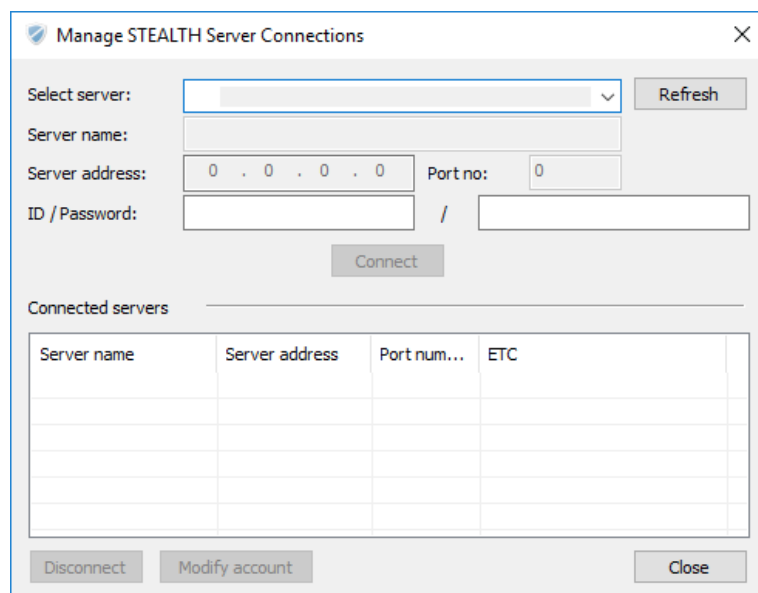 Manage STEALTH Server Connections
Select server: Refresh
Server name:
Server address: 0 . 0 . 0 . 0 Port no: 0
ID / Password: /
Connect
Connected servers
Server name Server address Port num... ETC
Disconnect Modify account Close